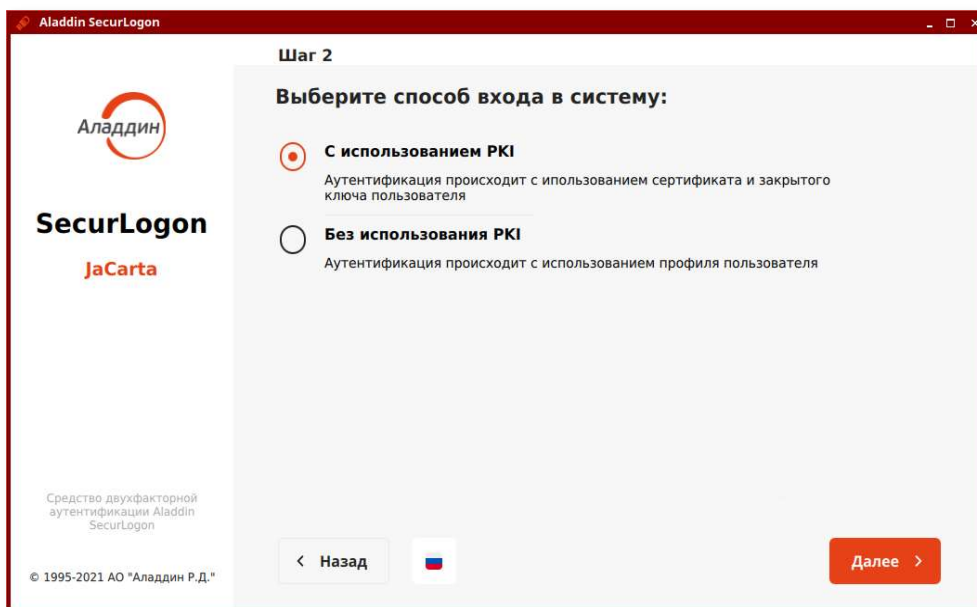 Aladdin SecurLogon
Шаг 2
Аладдин
SecurLogon
JaCarta
Средство двухфакторной
аутентификации Aladdin
SecurLogon
© 1995-2021 АО "Аладдин Р.Д."
Выберите способ входа в систему:
С использованием PKI
Аутентификация происходит с ипользованием сертификата и закрытого
ключа пользователя
Без использования PKI
Аутентификация происходит с использованием профиля пользователя
Назад
Далее